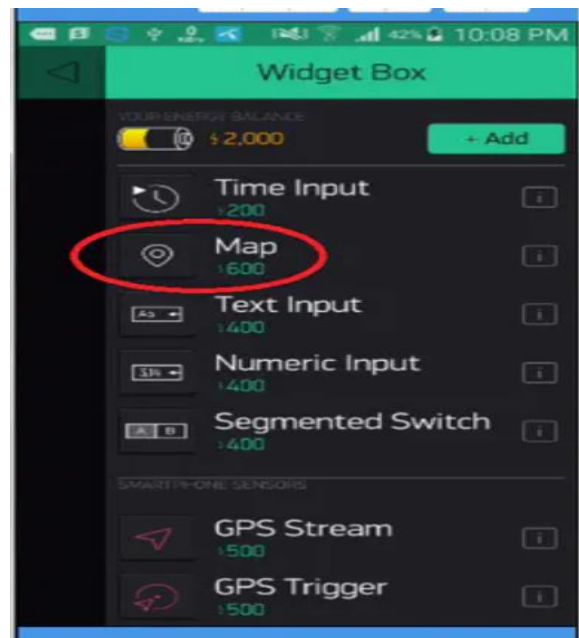 42% 10:08 PM
Widget Box
YOUR ENERGY BALANCE
2,000 + Add
Time Input
200
Map
600
Text Input
400
Numeric Input
400
A B Segmented Switch
400
SMARTPHONE SENSORS
GPS Stream
500
GPS Trigger
500